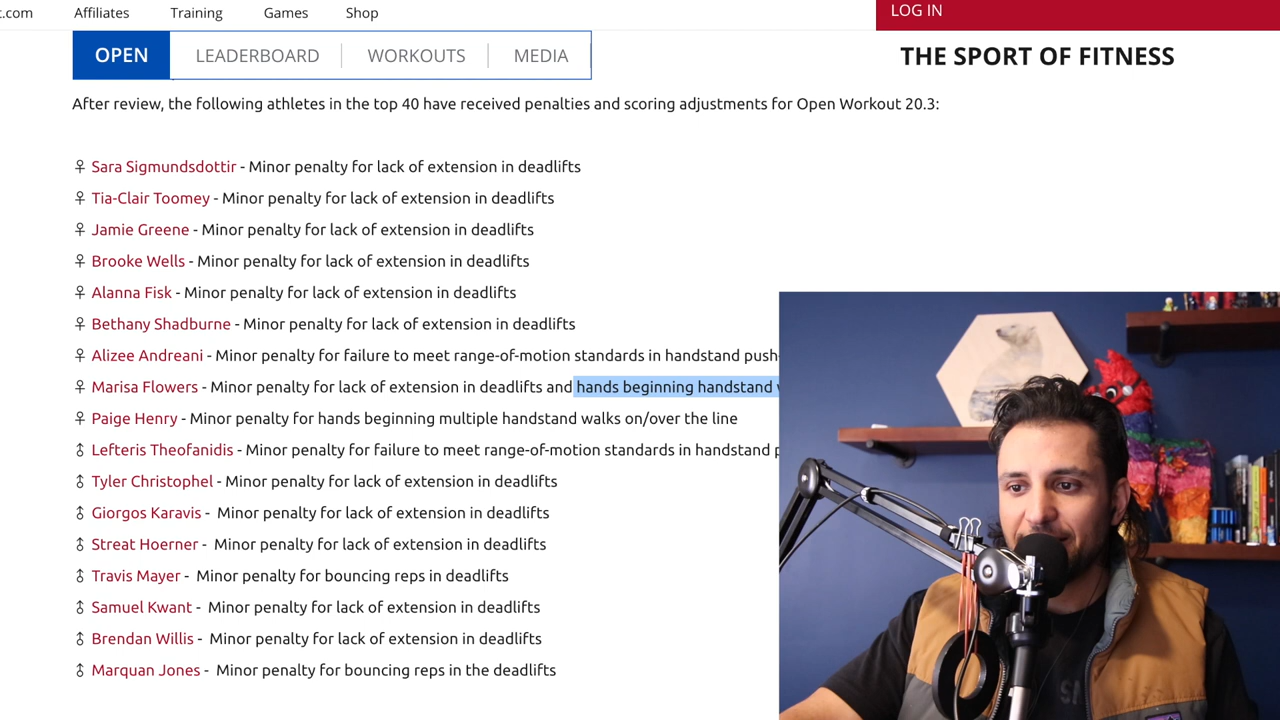 t.com Affiliates Training Games Shop LOG IN
OPEN LEADERBOARD WORKOUTS MEDIA THE SPORT OF FITNESS
After review, the following athletes in the top 40 have received penalties and scoring adjustments for Open Workout 20.3:
Sara Sigmundsdottir - Minor penalty for lack of extension in deadlifts
Tia-Clair Toomey - Minor penalty for lack of extension in deadlifts
Jamie Greene - Minor penalty for lack of extension in deadlifts
Brooke Wells - Minor penalty for lack of extension in deadlifts
Alanna Fisk - Minor penalty for lack of extension in deadlifts
Bethany Shadburne - Minor penalty for lack of extension in deadlifts
Alizee Andreani - Minor penalty for failure to meet range-of-motion standards in handstand push-
Marisa Flowers - Minor penalty for lack of extension in deadlifts and hands beginning handstand
Paige Henry - Minor penalty for hands beginning multiple handstand walks on/over the line
Lefteris Theofanidis - Minor penalty for failure to meet range-of-motion standards in handstand
Tyler Christophel - Minor penalty for lack of extension in deadlifts
Giorgos Karavis - Minor penalty for lack of extension in deadlifts
Streat Hoerner - Minor penalty for lack of extension in deadlifts
Travis Mayer - Minor penalty for bouncing reps in deadlifts
Samuel Kwant - Minor penalty for lack of extension in deadlifts
Brendan Willis - Minor penalty for lack of extension in deadlifts
Marquan Jones - Minor penalty for bouncing reps in the deadlifts